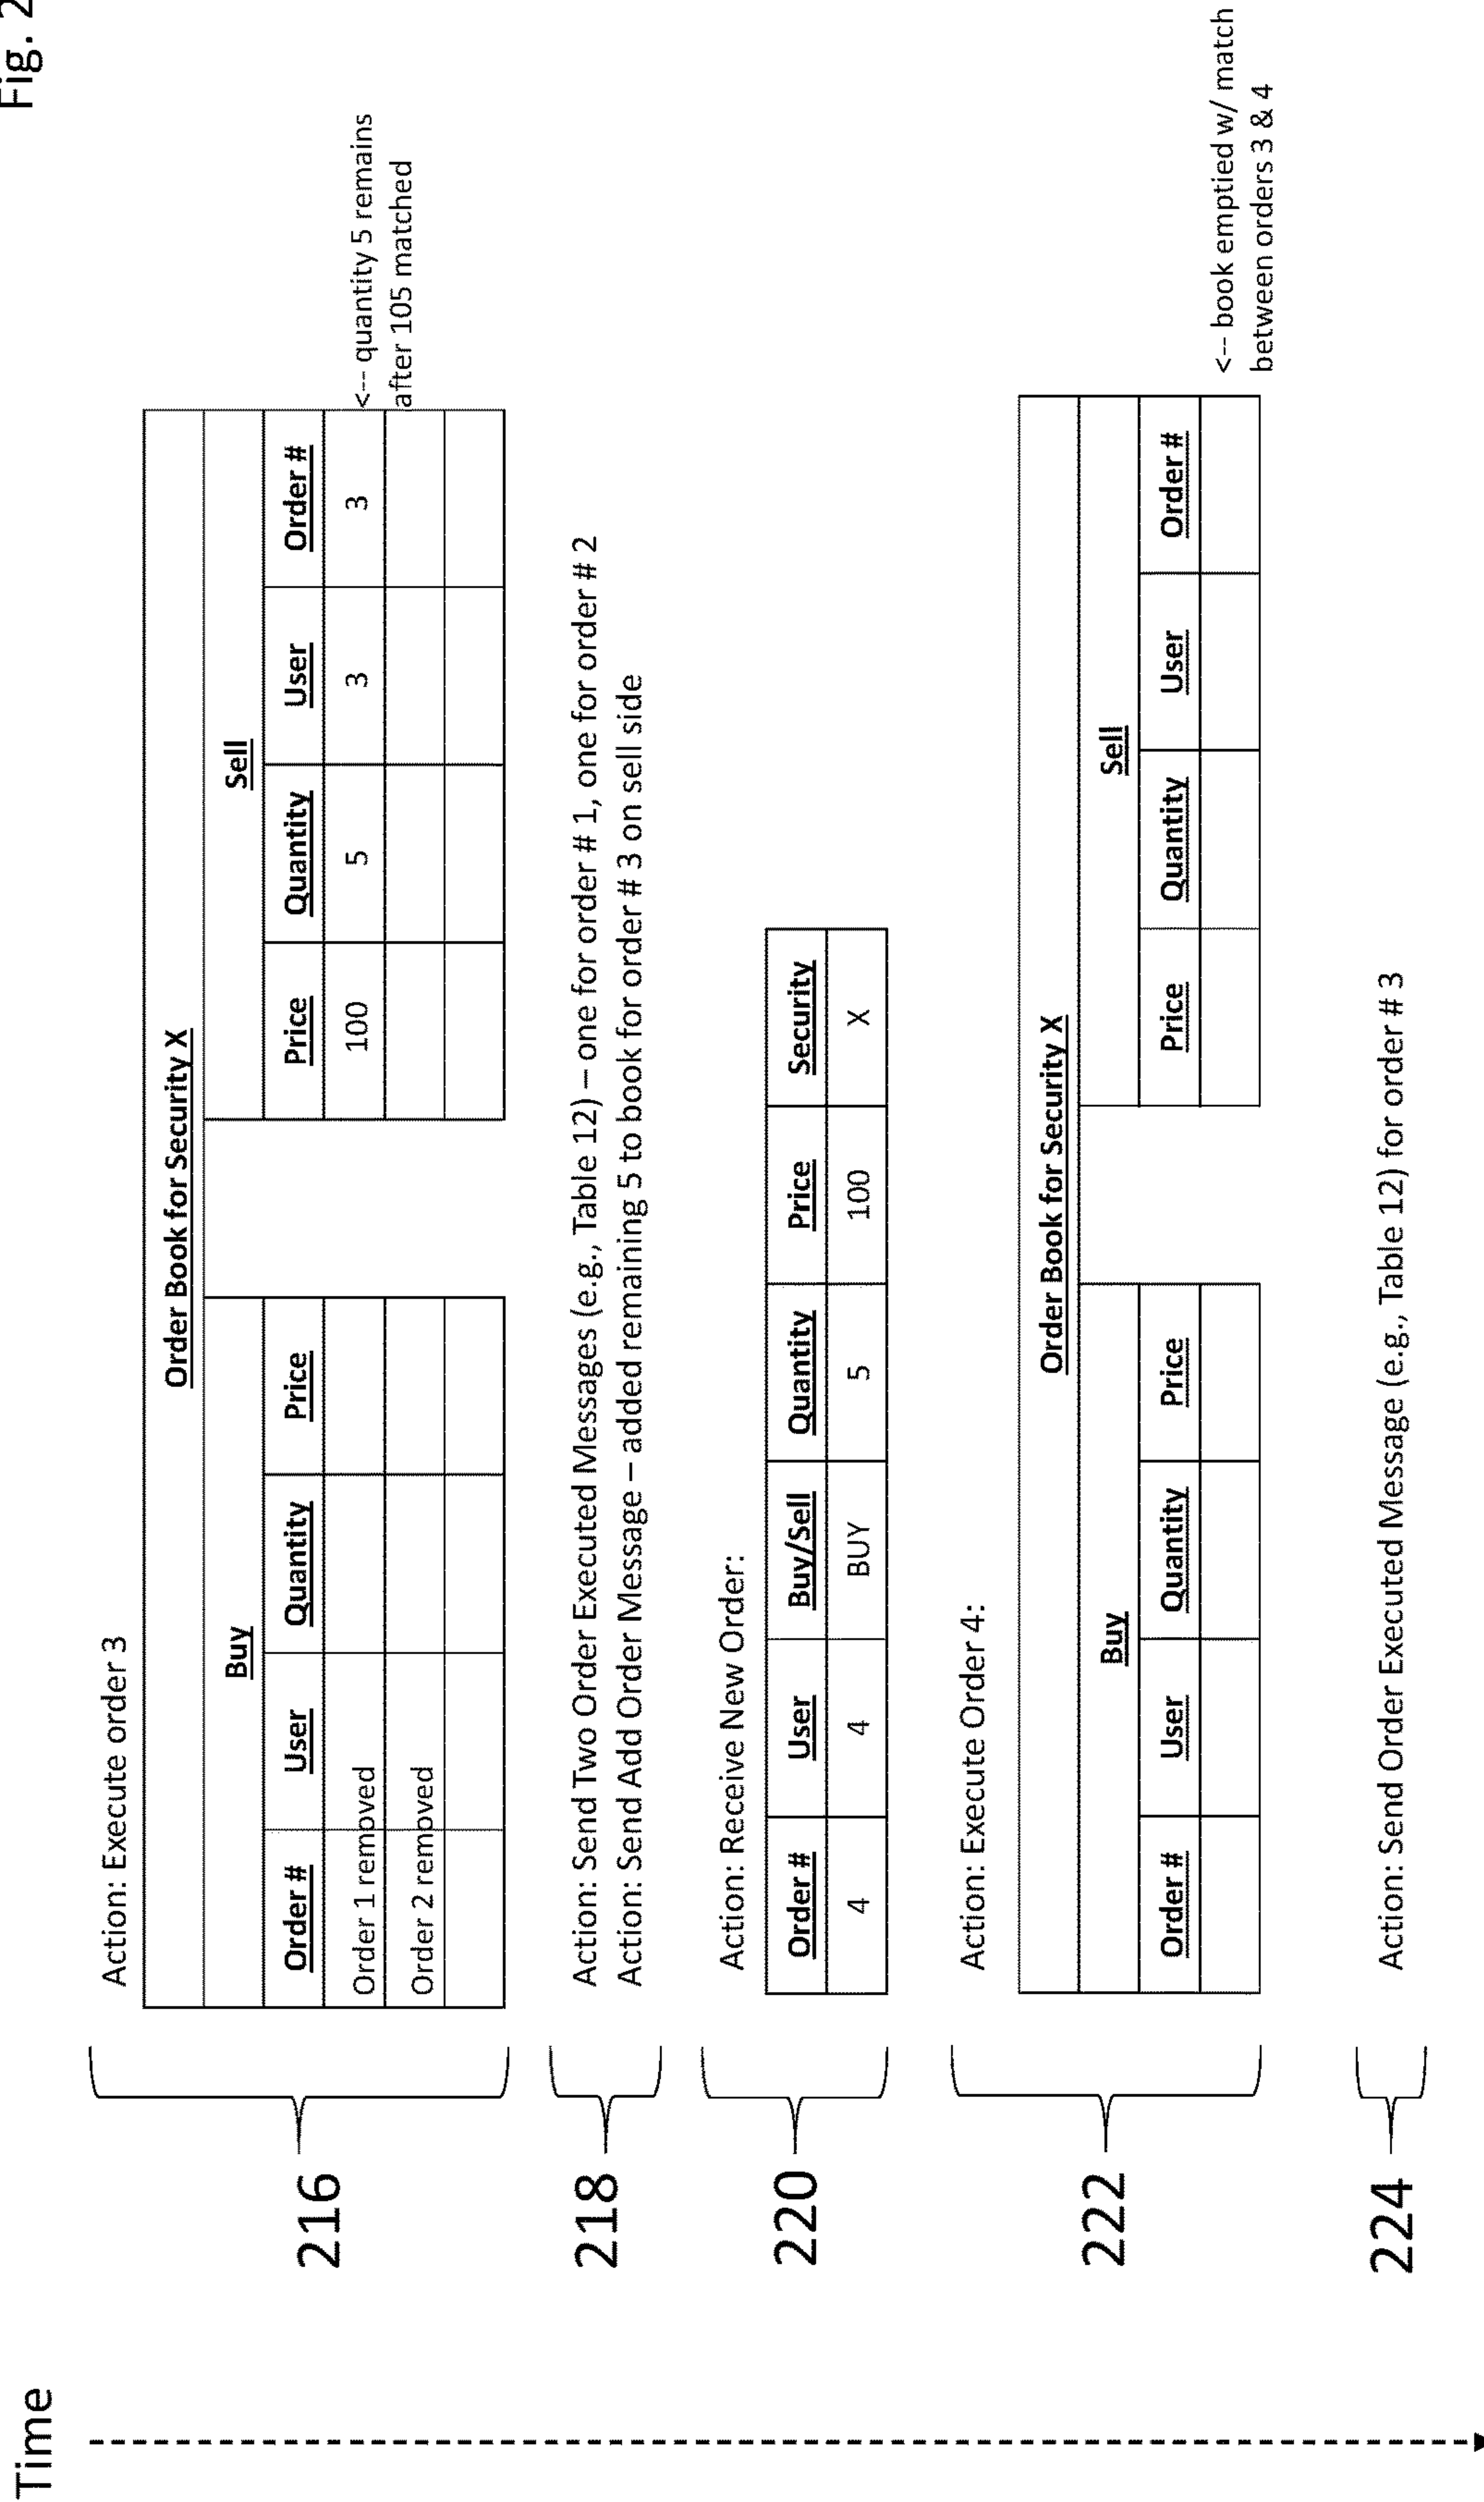 Fig. 2
Time
216
Action: Execute order 3
Order Book for Security X
Buy Sell
Order # User Quantity Price Price Quantity User Order #
Order 1 removed 100 5 3 3 <--- quantity 5 remains
Order 2 removed after 105 matched
218
Action: Send Two Order Executed Messages (e.g., Table 12) – one for order # 1, one for order # 2
Action: Send Add Order Message – added remaining 5 to book for order # 3 on sell side
220
Action: Receive New Order:
Order # User Buy/Sell Quantity Price Security
4 4 BUY 5 100 X
222
Action: Execute Order 4:
Order Book for Security X
Buy Sell
Order # User Quantity Price Price Quantity User Order #
<-- book emptied w/ match
between orders 3 & 4
224
Action: Send Order Executed Message (e.g., Table 12) for order # 3